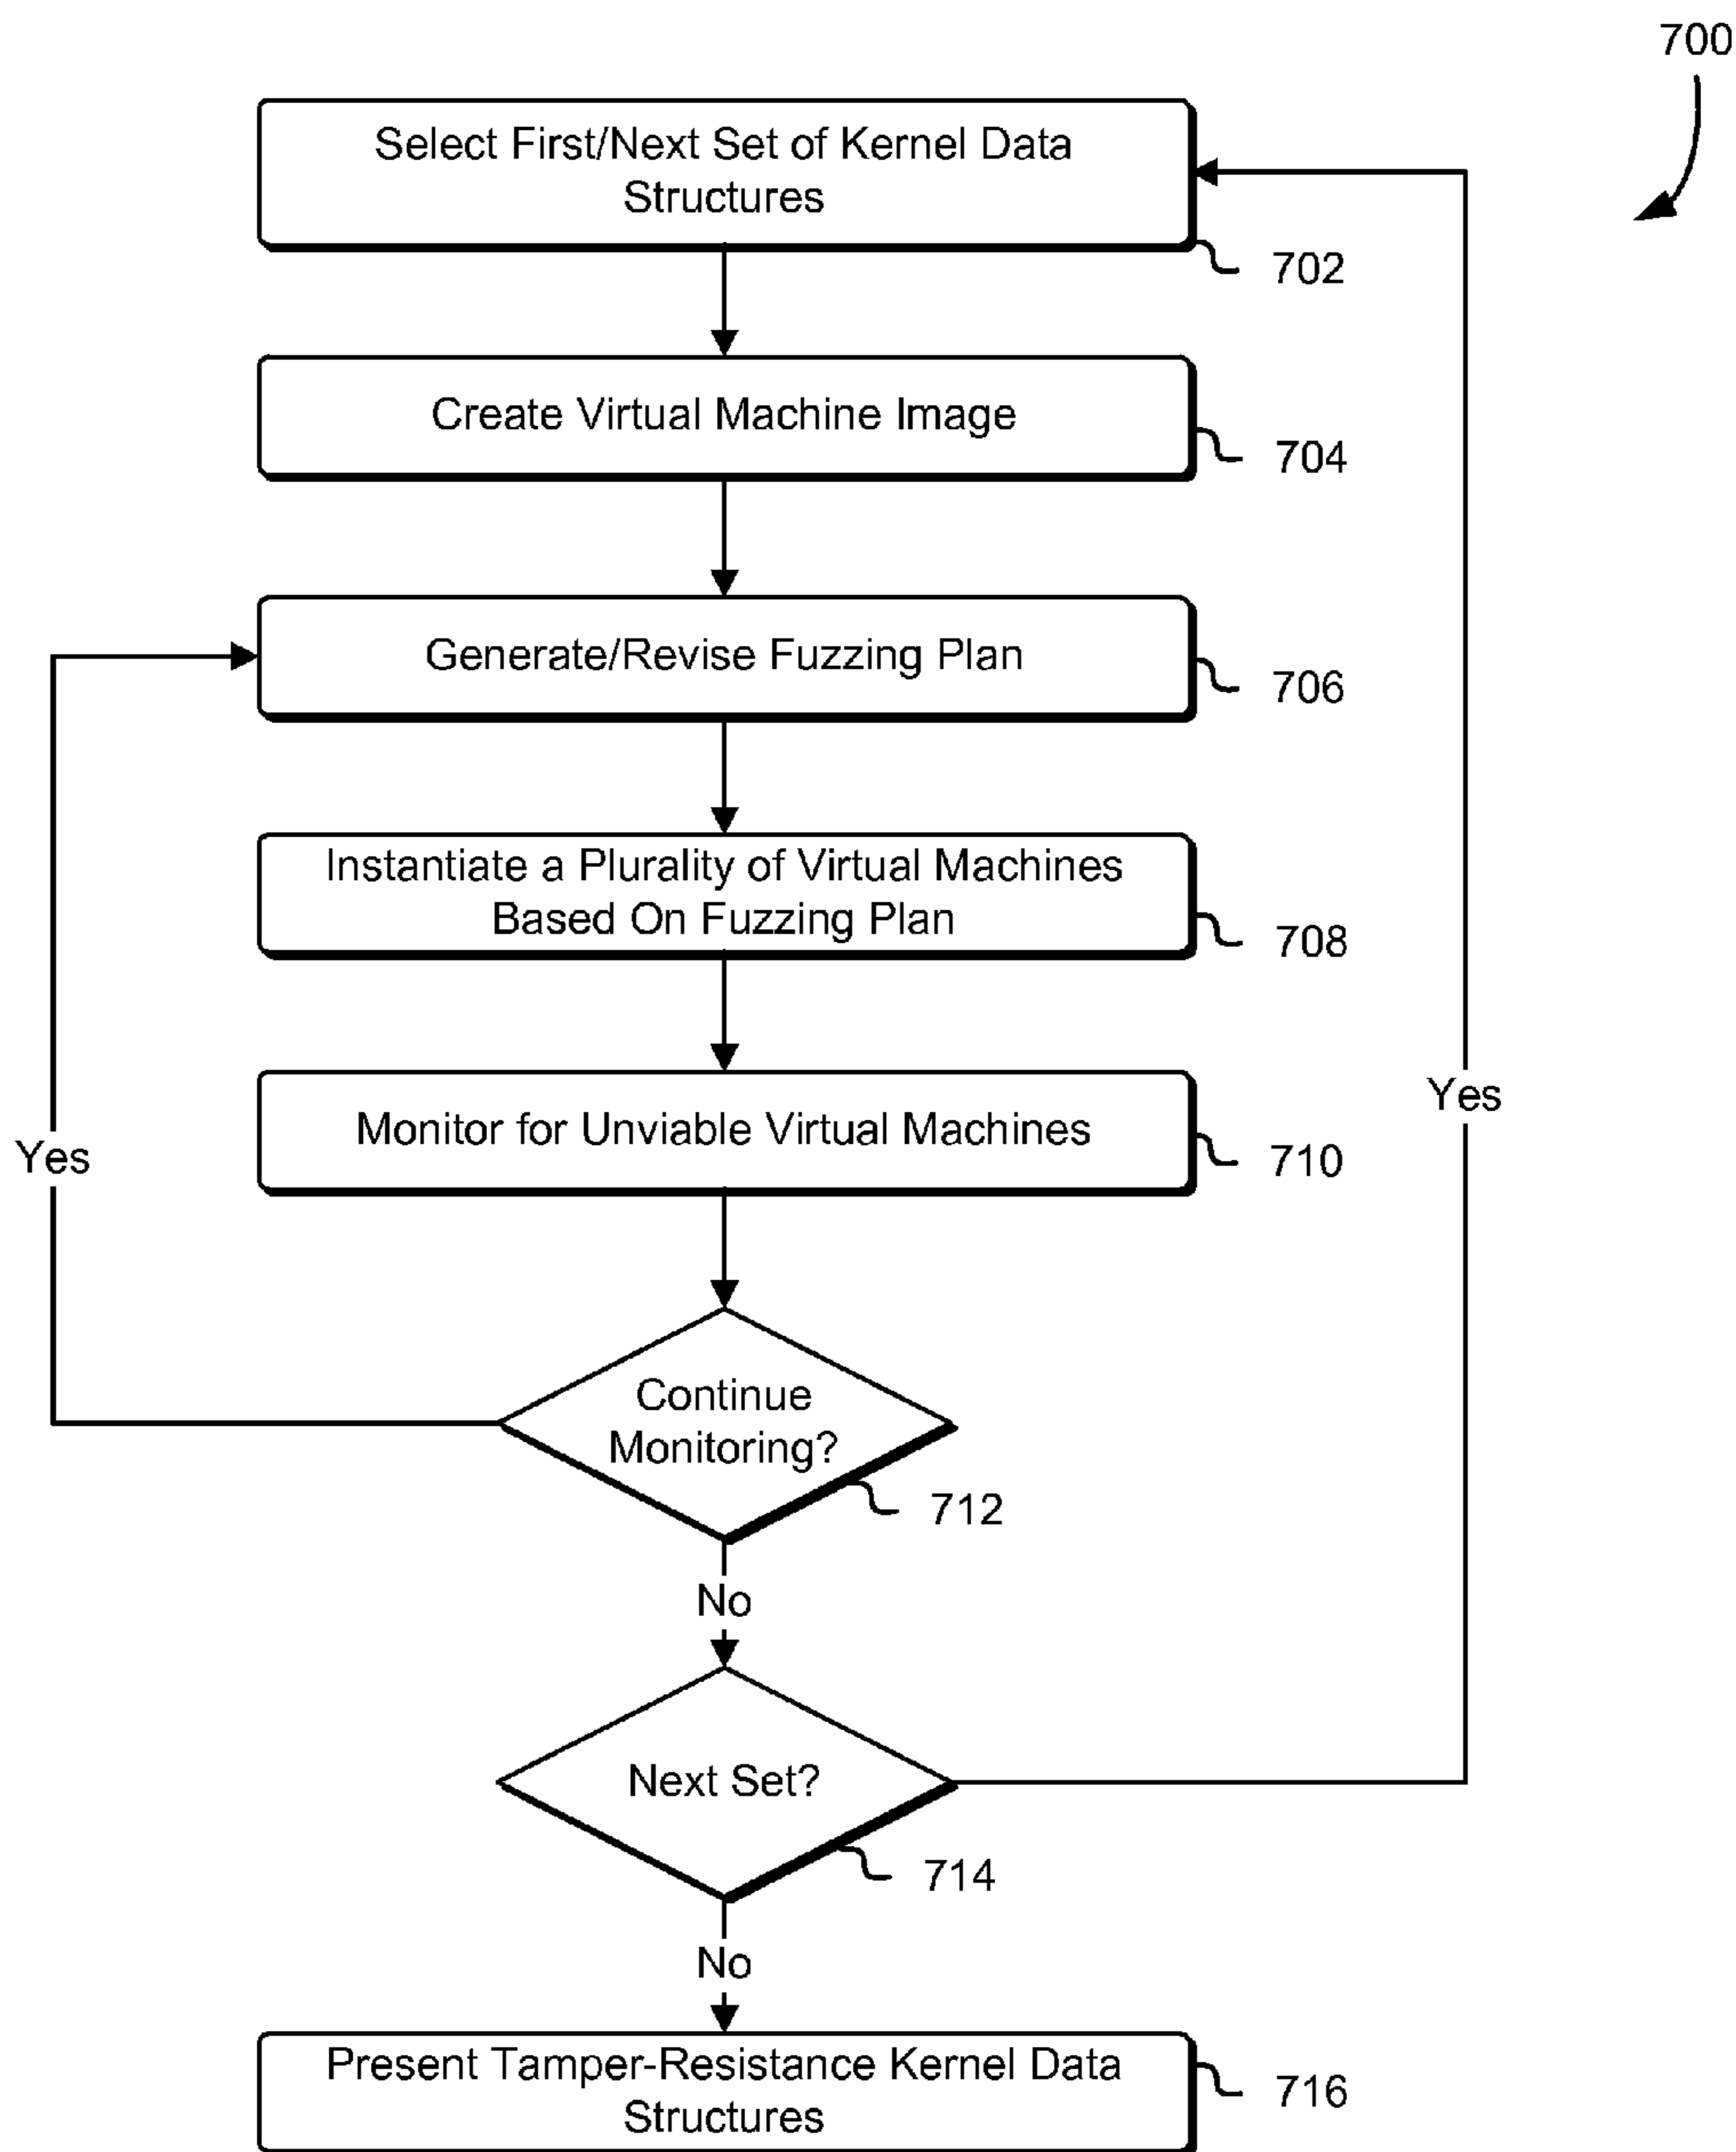 700
Select First/Next Set of Kernel Data
Structures
702
Create Virtual Machine Image
704
Generate/Revise Fuzzing Plan
706
Instantiate a Plurality of Virtual Machines
Based On Fuzzing Plan
708
Monitor for Unviable Virtual Machines
710
Yes
Yes
Continue
Monitoring?
712
No
Next Set?
714
No
Present Tamper-Resistance Kernel Data
Structures
716